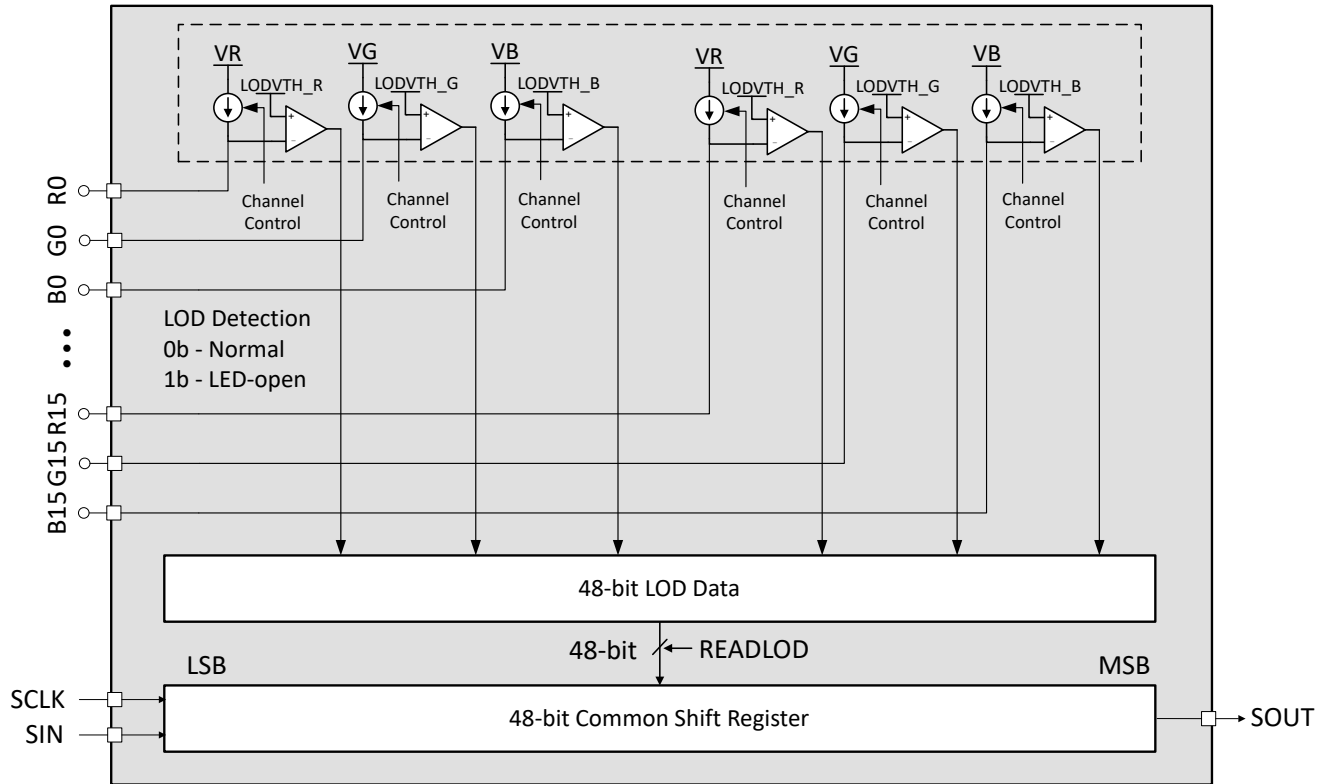 VR
VG
VB
VR
VG
VB
LODVTH_R
LODVTH_G
LODVTH_B
LODVTH_R
LODVTH_G
LODVTH_B
+
+
+
+
+
+
−
−
−
−
−
−
Channel
Control
Channel
Control
Channel
Control
Channel
Control
Channel
Control
Channel
Control
R0
G0
B0
LOD Detection
0b - Normal
1b - LED-open
R15
G15
B15
48-bit LOD Data
48-bit
READLOD
LSB
MSB
SCLK
SIN
48-bit Common Shift Register
SOUT